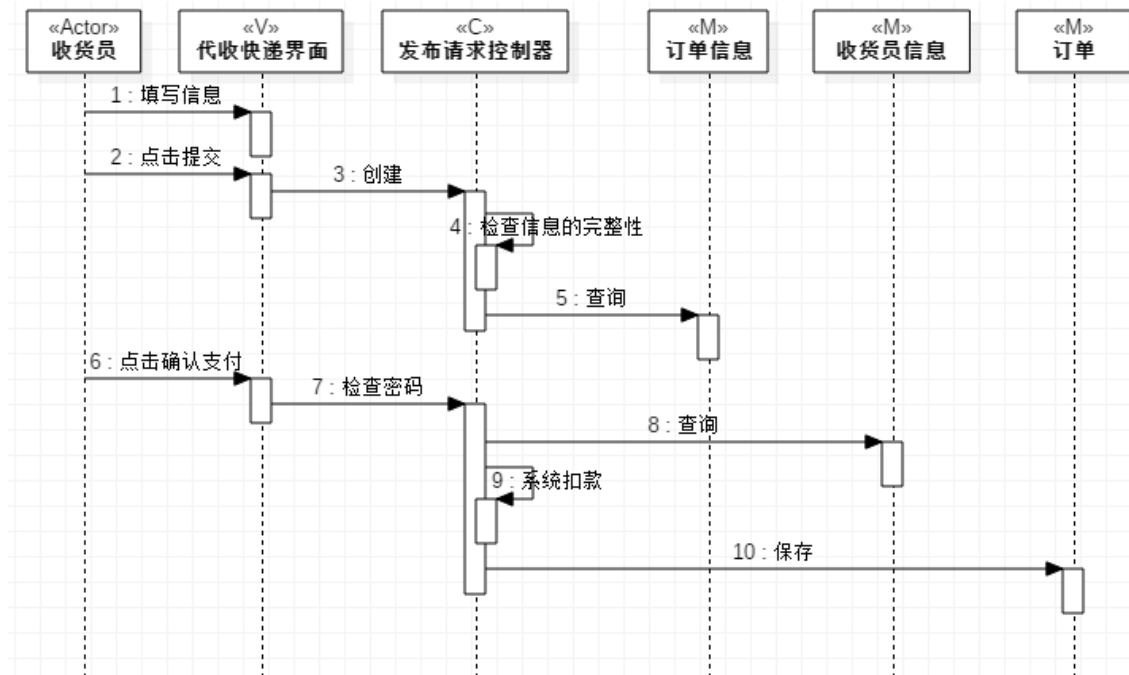 «Actor»
收货员
«V»
代收快递界面
«C»
发布请求控制器
«M»
订单信息
«M»
收货员信息
«M»
订单
1 : 填写信息
2 : 点击提交
3 : 创建
4 : 检查信息的完整性
5 : 查询
6 : 点击确认支付
7 : 检查密码
8 : 查询
9 : 系统扣款
10 : 保存